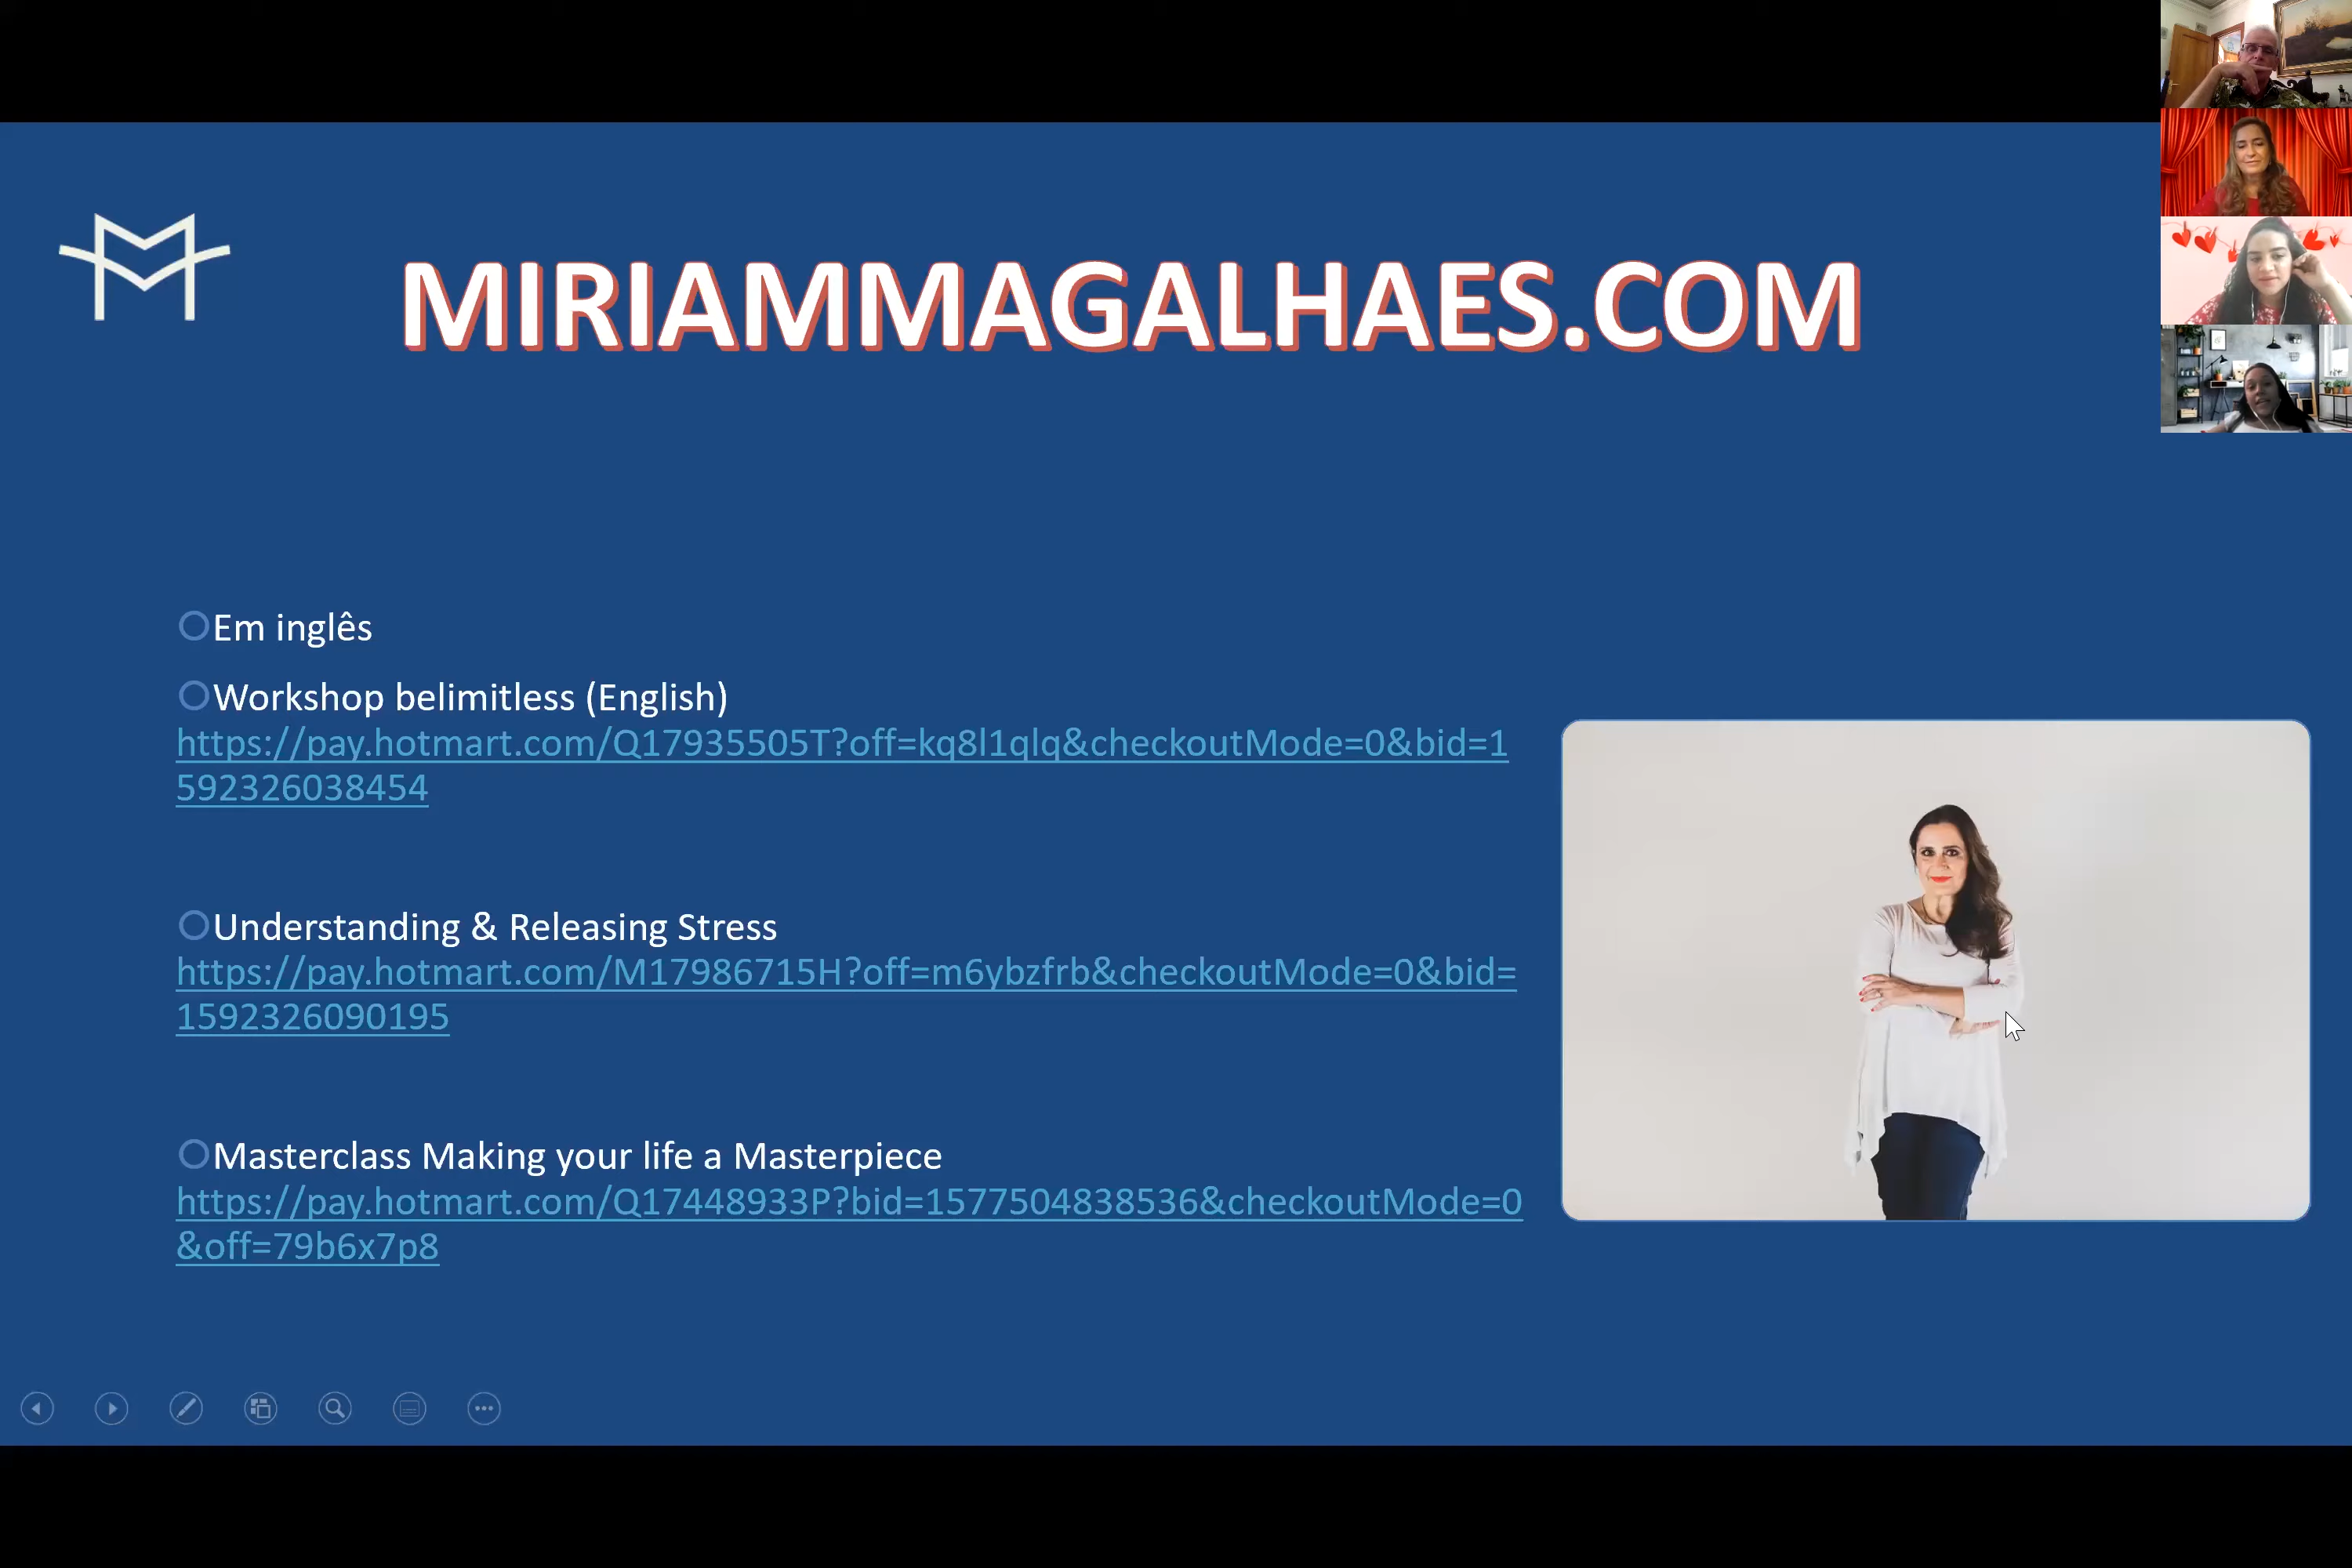 MIRIAMMAGALHAES.COM
Em inglês
Workshop belimitless (English)
https://pay.hotmart.com/Q17935505T?off=kq8l1qlq&checkoutMode=0&bid=1
592326038454
Understanding & Releasing Stress
https://pay.hotmart.com/M17986715H?off=m6ybzfrb&checkoutMode=0&bid=
1592326090195
Masterclass Making your life a Masterpiece
https://pay.hotmart.com/Q17448933P?bid=1577504838536&checkoutMode=0
&off=79b6x7p8